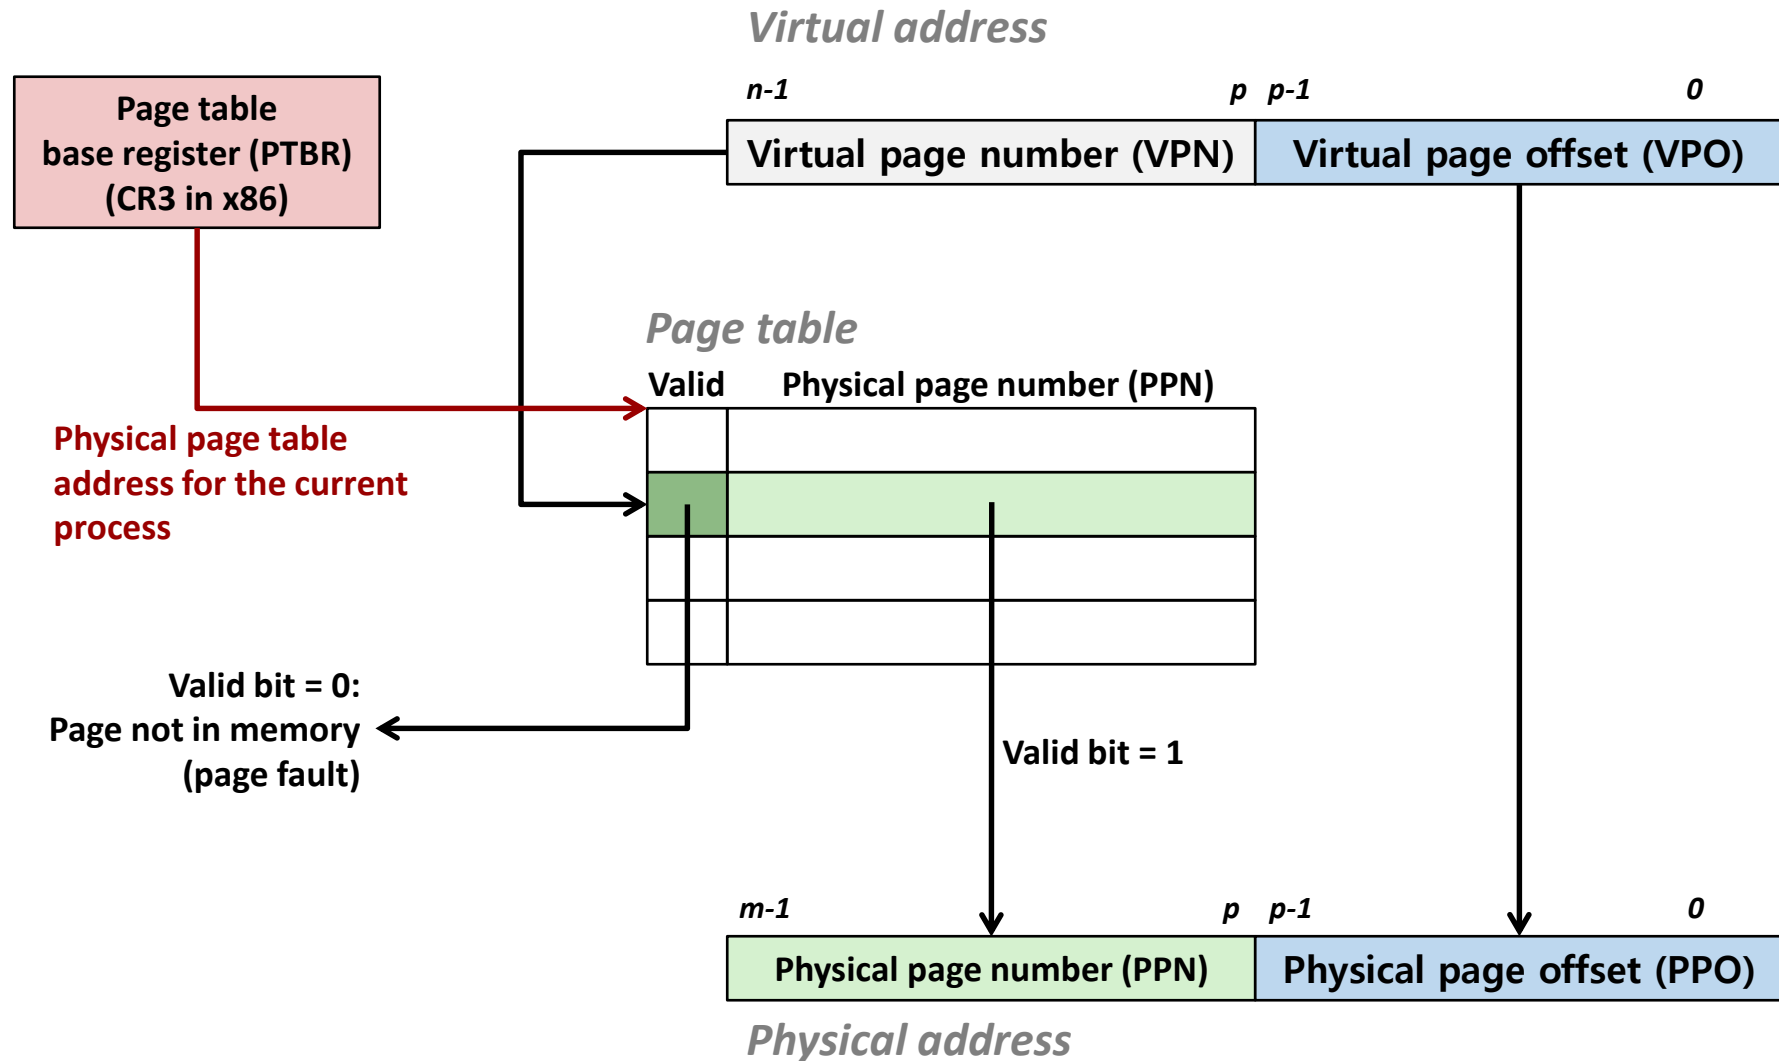 Virtual address
n-1 p p-1 0
Page table
base register (PTBR)
(CR3 in x86)
Virtual page number (VPN) Virtual page offset (VPO)
Page table
Valid Physical page number (PPN)
Physical page table
address for the current
process
Valid bit = 0:
Page not in memory
(page fault)
Valid bit = 1
m-1 p p-1 0
Physical page number (PPN) Physical page offset (PPO)
Physical address